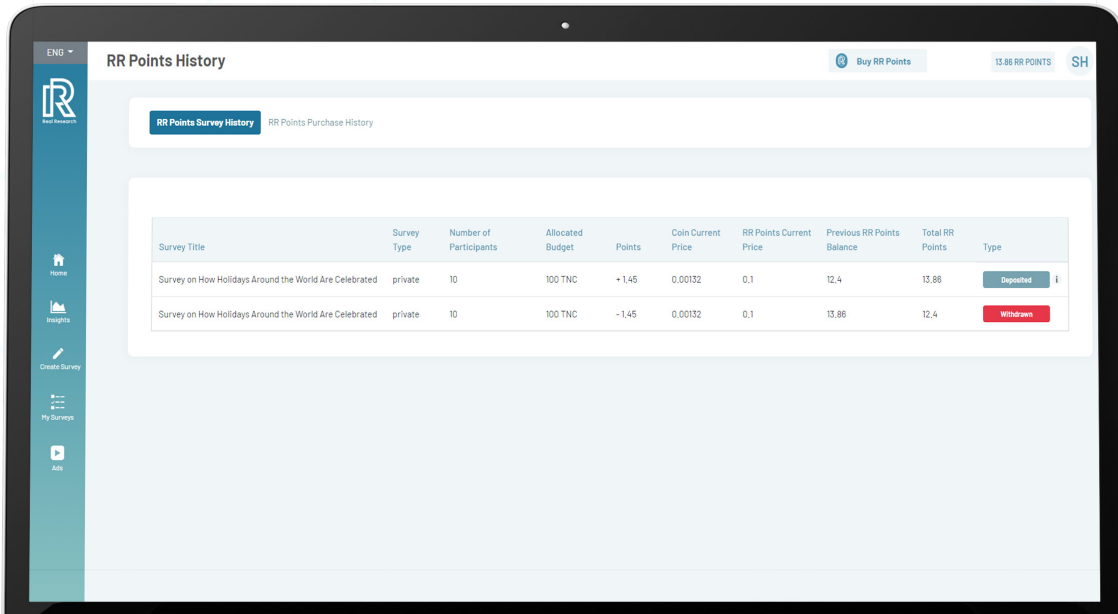 ENG
RR Points History
Buy RR Points
13.86 RR POINTS
SH
Real Research
RR Points Survey History
RR Points Purchase History
Home
Insights
Create Survey
My Surveys
Ads
Survey Title
Survey Type
Number of Participants
Allocated Budget
Points
Coin Current Price
RR Points Current Price
Previous RR Points Balance
Total RR Points
Type
Survey on How Holidays Around the World Are Celebrated private 10 100 TNC + 1.45 0.00132 0.1 12.4 13.86 Deposited i
Survey on How Holidays Around the World Are Celebrated private 10 100 TNC - 1.45 0.00132 0.1 13.86 12.4 Withdrawn